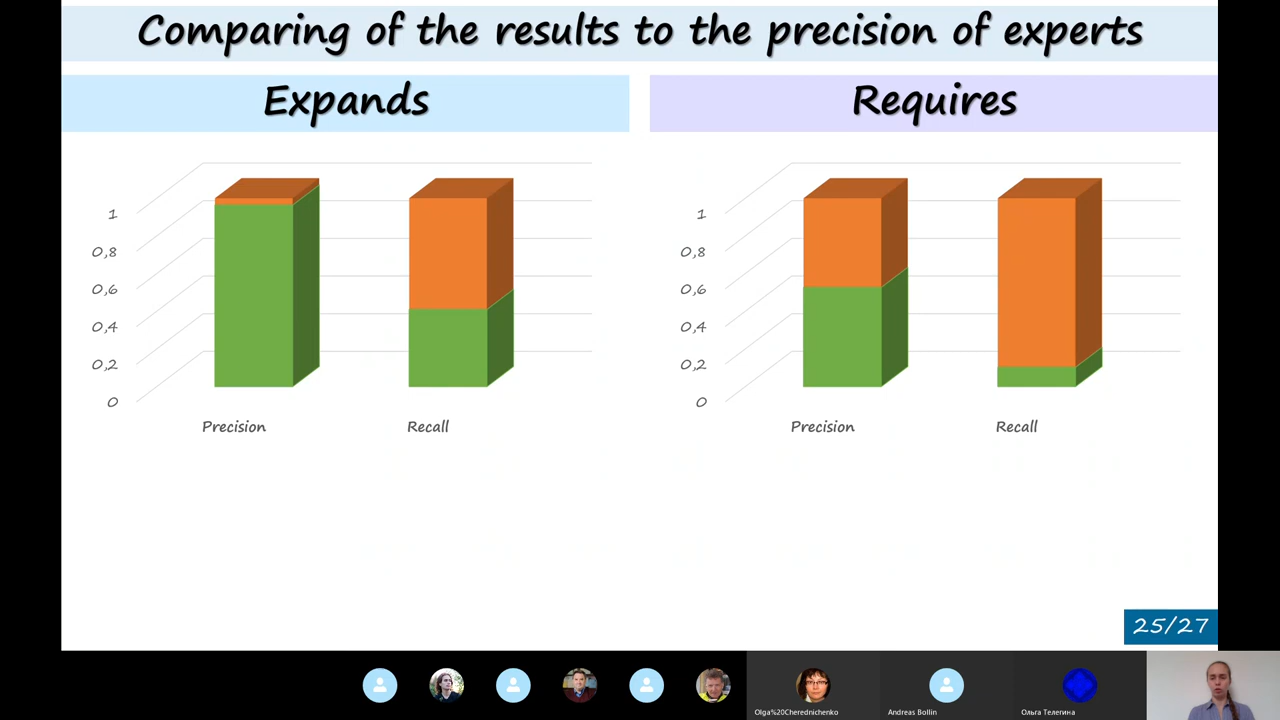 Comparing of the results to the precision of experts
Expands
1
0,8
0,6
0,4
0,2
0
Precision
Recall
Requires
1
0,8
0,6
0,4
0,2
0
Precision
Recall
25/27
Olga%20Cherednichenko
Andreas Bollin
Ольга Телегина